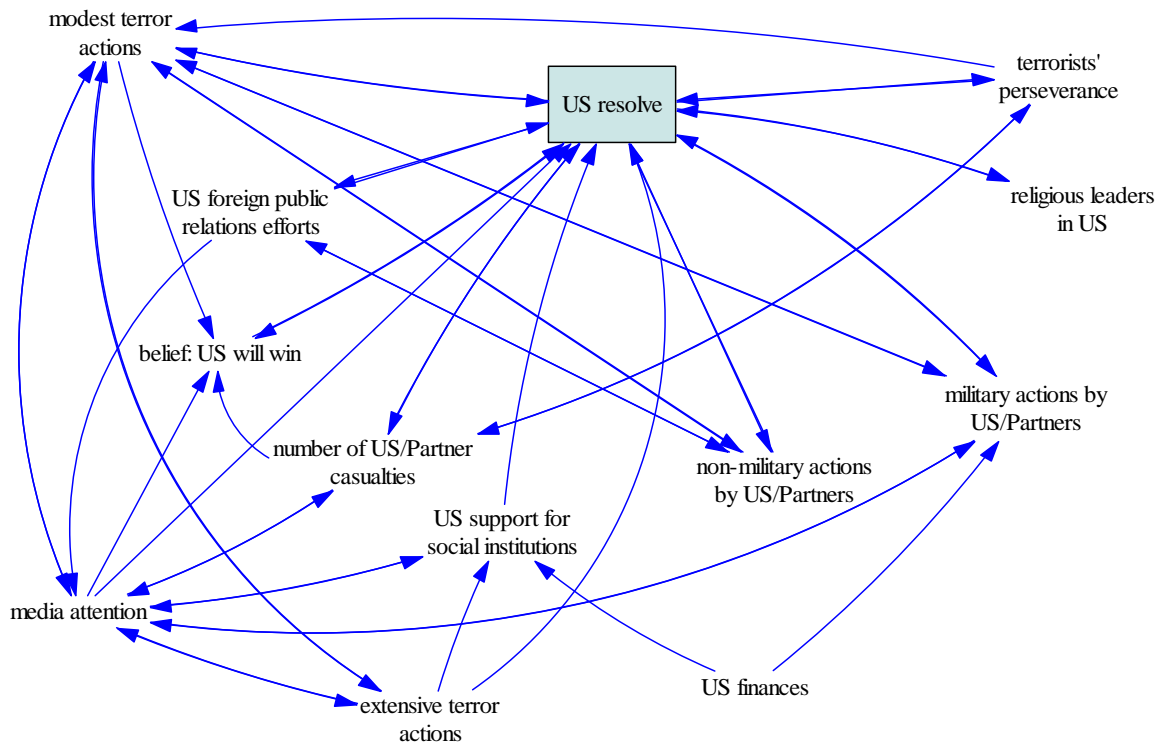 modest terror
actions
US resolve
terrorists'
perseverance
US foreign public
relations efforts
religious leaders
in US
belief: US will win
military actions by
US/Partners
number of US/Partner
casualties
non-military actions
by US/Partners
US support for
social institutions
media attention
US finances
extensive terror
actions